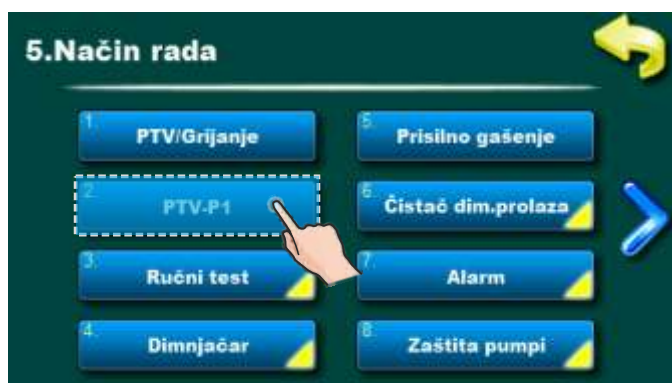 5.Način rada
1. PTV/Grijanje
2. PTV-P1
3. Ručni test
4. Dimnjačar
5. Prisilno gašenje
6. Čistač dim.prolaza
7. Alarm
8. Zaštita pumpi